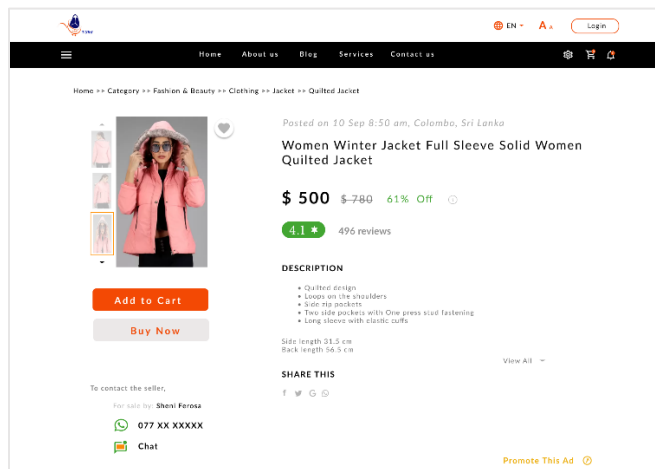 EN
A A
Login
Home About us Blog Services Contact us
Home >> Category >> Fashion & Beauty >> Clothing >> Jacket >> Quilted Jacket
Posted on 10 Sep 8:50 am, Colombo, Sri Lanka
Women Winter Jacket Full Sleeve Solid Women
Quilted Jacket
$ 500 $ 780 61% Off
4.1 496 reviews
DESCRIPTION
• Quilted design
• Loops on the shoulders
• Side zip pockets
• Two side pockets with One press stud fastening
• Long sleeve with elastic cuffs
Side length 31.5 cm
Back length 56.5 cm
View All
SHARE THIS
Add to Cart
Buy Now
To contact the seller,
For sale by: Sheni Ferosa
077 XX XXXXX
Chat
Promote This Ad